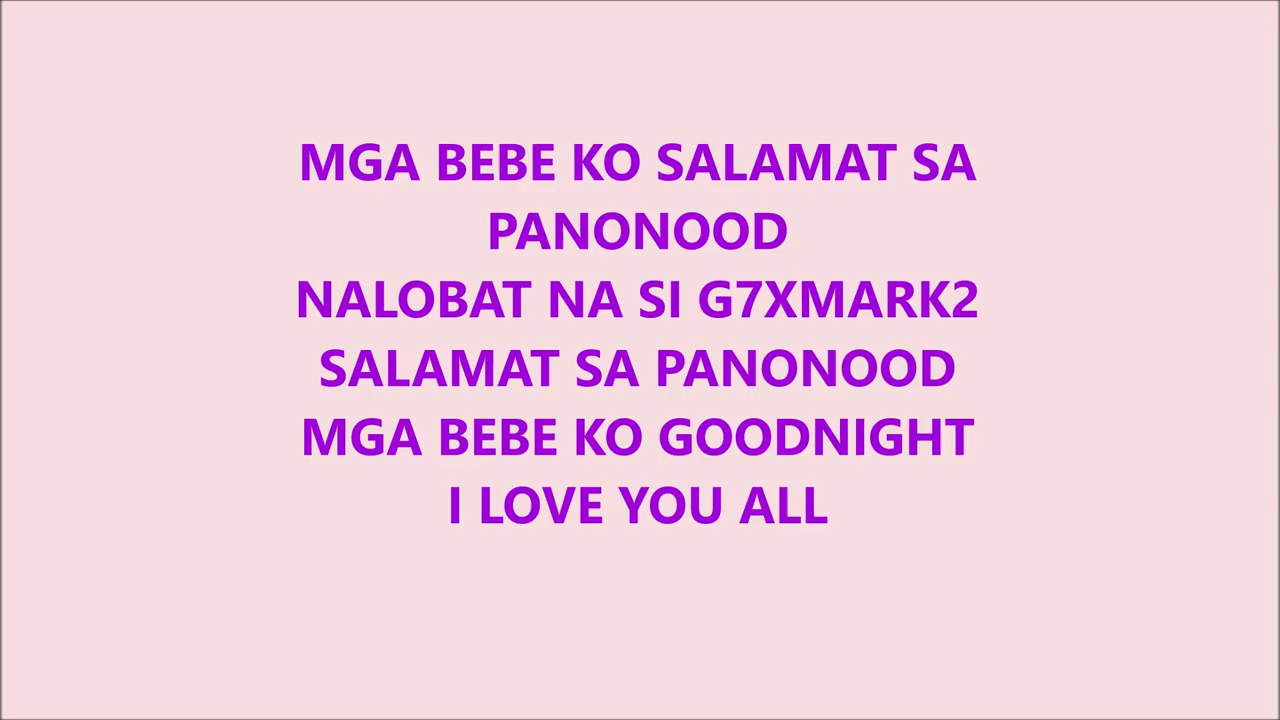 MGA BEBE KO SALAMAT SA
PANONOOD
NALOBAT NA SI G7XMARK2
SALAMAT SA PANONOOD
MGA BEBE KO GOODNIGHT
I LOVE YOU ALL